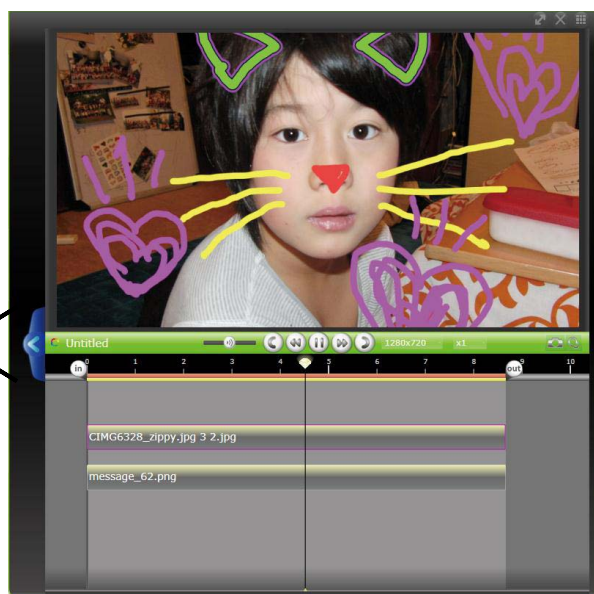 Untitled
1280x720
x1
in
0 1 2 3 4 5 6 7 8 9 10
out
CIMG6328_zippy.jpg 3 2.jpg
message_62.png